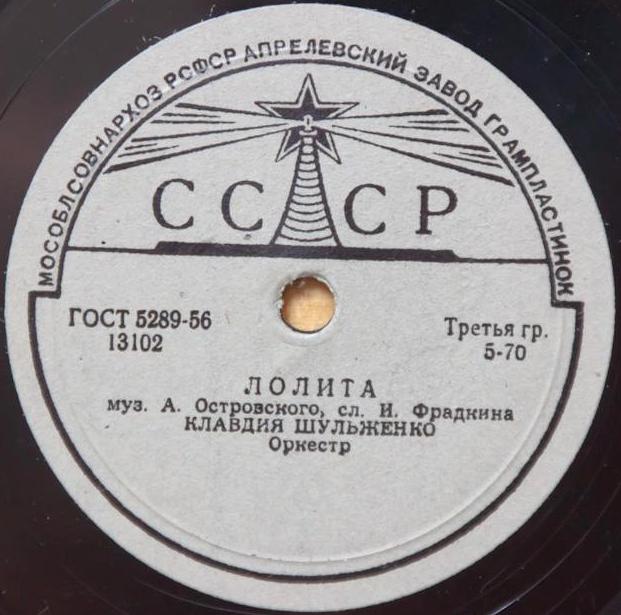 МОСОБЛСОВНАРХОЗ РСФСР АПРЕЛЕВСКИЙ ЗАВОД ГРАМПЛАСТИНОК
СССР
ГОСТ 5289-56
13102
Третья гр.
5-70
ЛОЛИТА
муз. А. Островского, сл. И. Фрадкина
КЛАВДИЯ ШУЛЬЖЕНКО
Оркестр